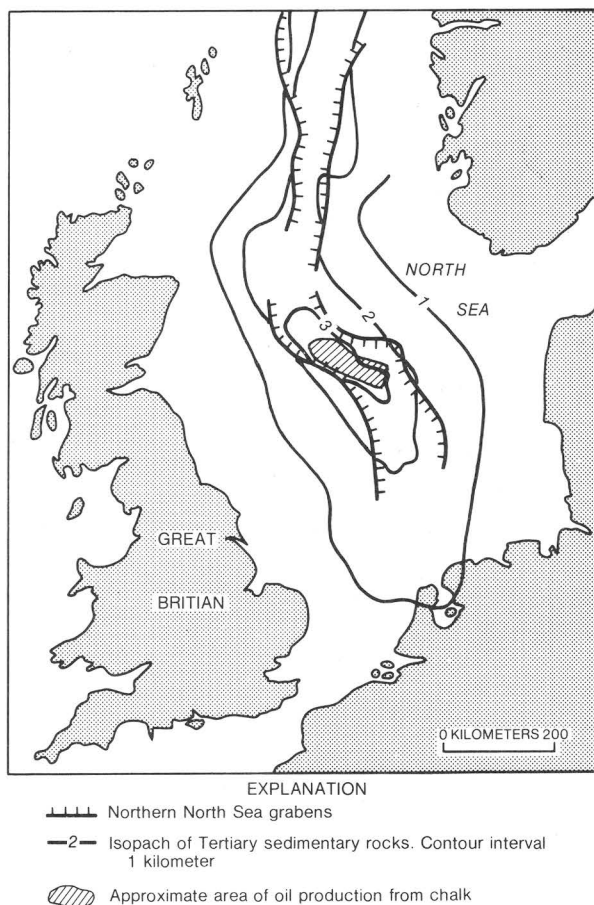 NORTH
SEA
1
2
3
GREAT
BRITIAN
0 KILOMETERS 200
EXPLANATION
Northern North Sea grabens
2 Isopach of Tertiary sedimentary rocks. Contour interval
1 kilometer
Approximate area of oil production from chalk